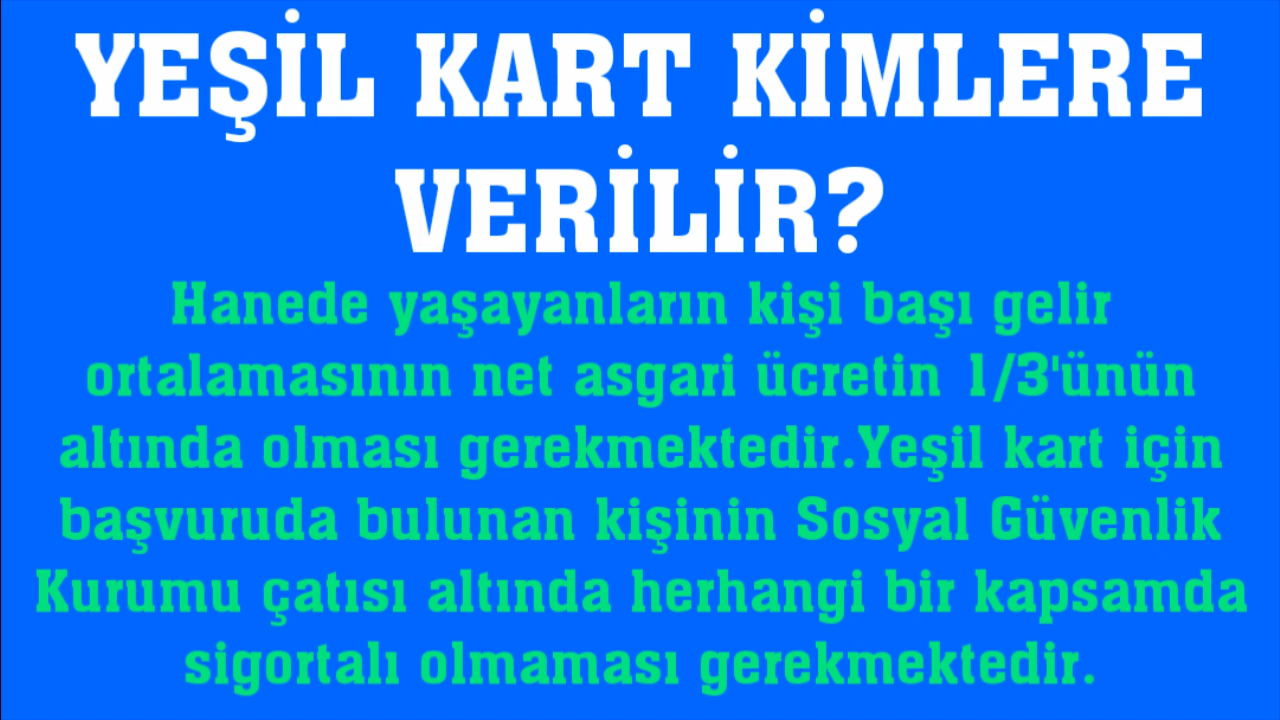 YEŞİL KART KİMLERE
VERİLİR?
Hanede yaşayanların kişi başı gelir
ortalamasının net asgari ücretin 1/3'ünün
altında olması gerekmektedir.Yeşil kart için
başvuruda bulunan kişinin Sosyal Güvenlik
Kurumu çatısı altında herhangi bir kapsamda
sigortalı olmaması gerekmektedir.